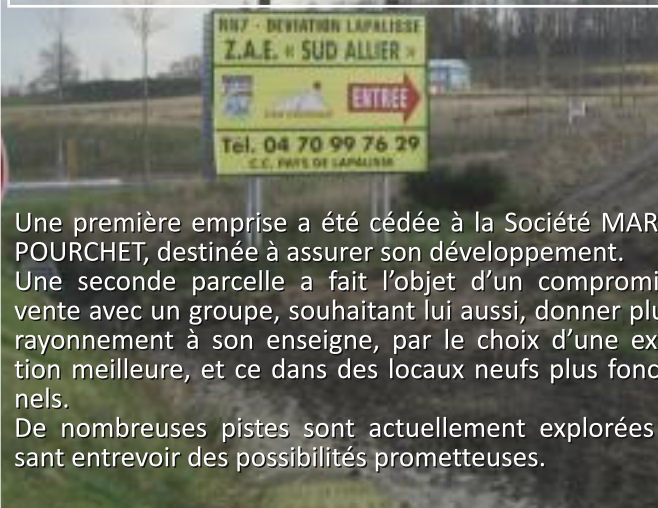 RN7 - DEVIATION LAPALISSE
Z.A.E. « SUD ALLIER »
ENTREE
Tél. 04 70 99 76 29
C.C. PAYS DE LAPALISSE
Une première emprise a été cédée à la Société MAR
POURCHET, destinée à assurer son développement.
Une seconde parcelle a fait l’objet d’un compromi
vente avec un groupe, souhaitant lui aussi, donner plu
rayonnement à son enseigne, par le choix d’une ex
tion meilleure, et ce dans des locaux neufs plus fonc
nels.
De nombreuses pistes sont actuellement explorées
sant entrevoir des possibilités prometteuses.